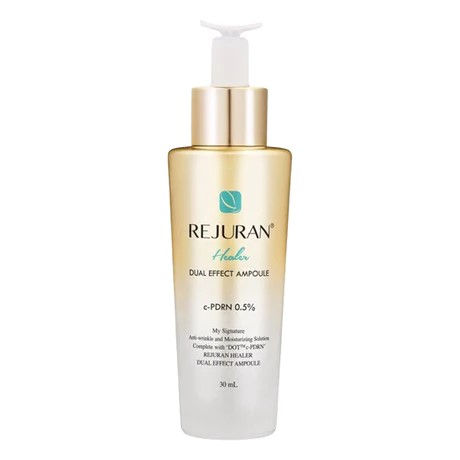 REJURAN®
Healer
DUAL EFFECT AMPOULE
c-PDRN 0.5%
My Signature
Anti-wrinkle and Moisturizing Solution
Complete with "DOT™c-PDRN"
REJURAN HEALER
DUAL EFFECT AMPOULE
30 mL